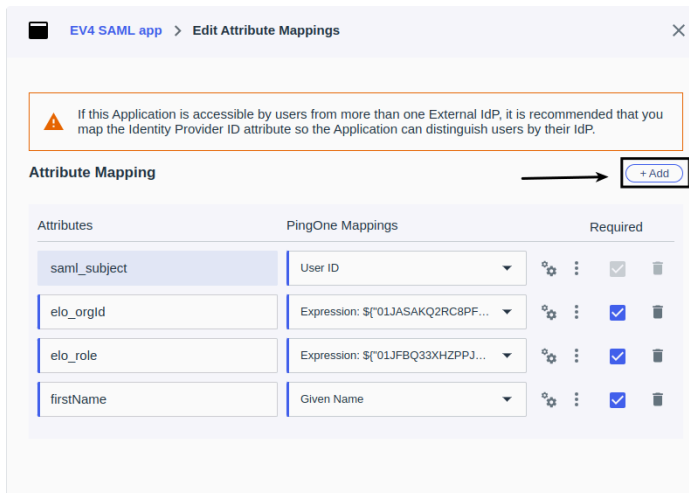 EV4 SAML app > Edit Attribute Mappings
If this Application is accessible by users from more than one External IdP, it is recommended that you
map the Identity Provider ID attribute so the Application can distinguish users by their IdP.
Attribute Mapping
+ Add
Attributes PingOne Mappings Required
saml_subject User ID
elo_orgId Expression: ${"01JASAKQ2RC8PF...
elo_role Expression: ${"01JFBQ33XHZPPJ...
firstName Given Name